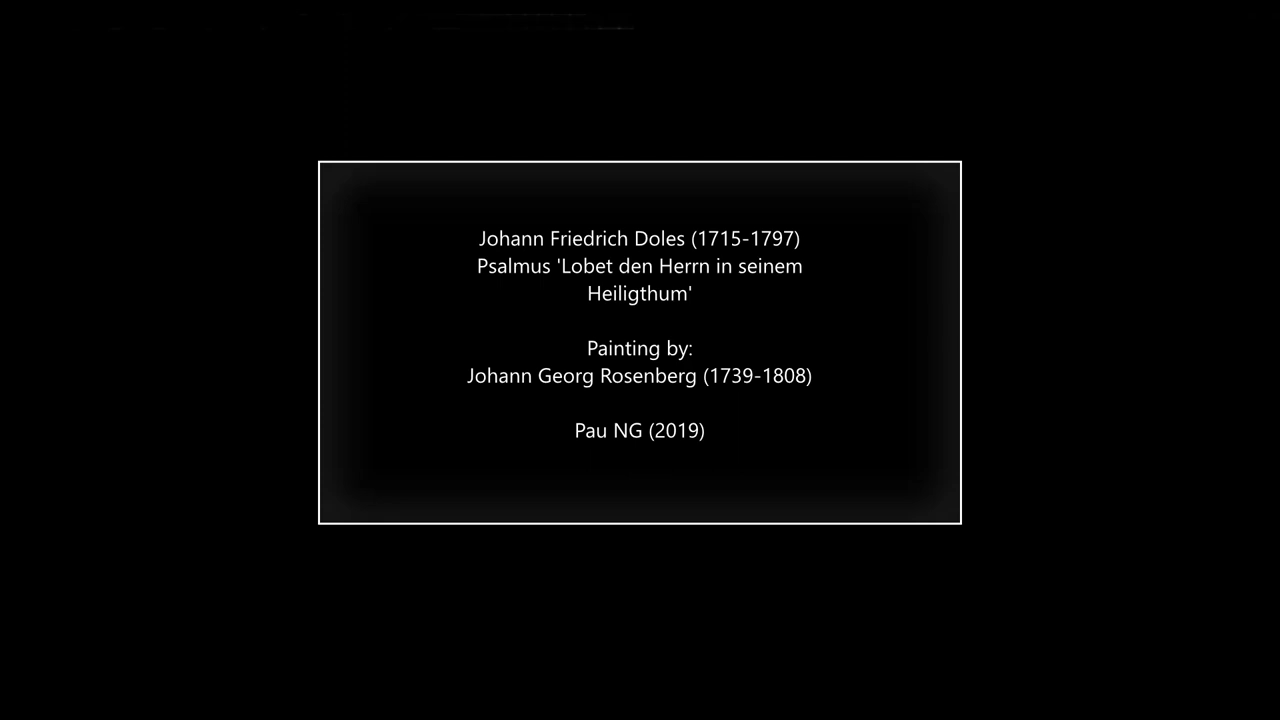 Johann Friedrich Doles (1715-1797)
Psalmus 'Lobet den Herrn in seinem
Heiligthum'
Painting by:
Johann Georg Rosenberg (1739-1808)
Pau NG (2019)